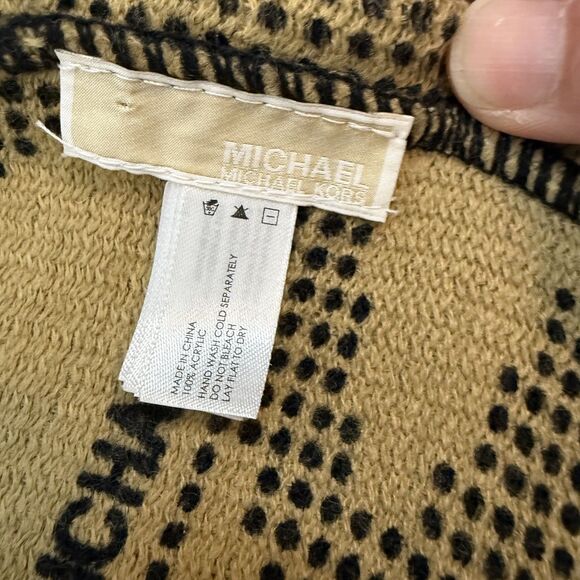 MICHAEL
MICHAEL KORS
MADE IN CHINA
100% ACRYLIC
HAND WASH COLD SEPARATELY
DO NOT BLEACH
LAY FLAT TO DRY
ICHA